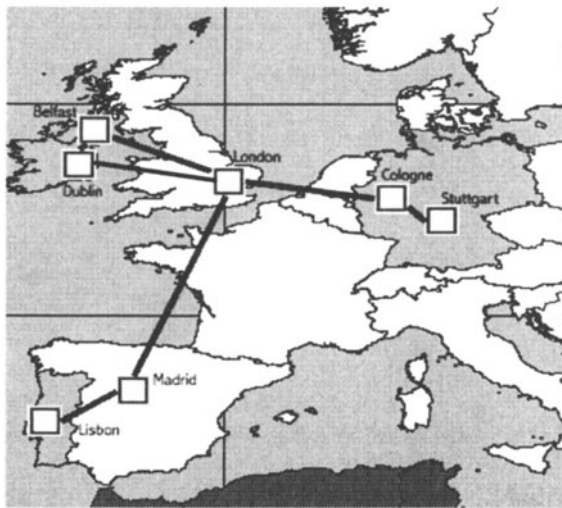 Belfast
London
Dublin
Cologne
Stuttgart
Madrid
Lisbon